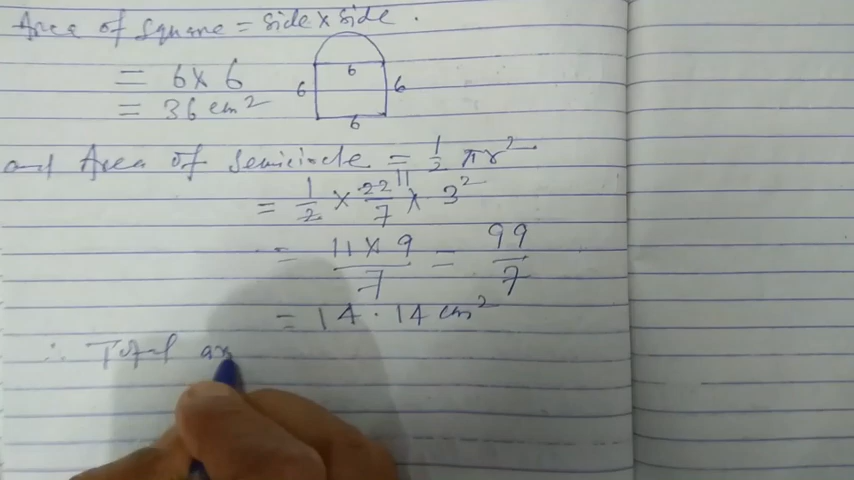 Area of square = side x side.
= 6 x 6
= 36 cm²
6
6
6
6
and Area of semicircle = 1/2 πr²
= 1/2 x 22/7 x 3²
11
= 11 x 9/7 = 99/7
= 14.14 cm²
∴ Total ar